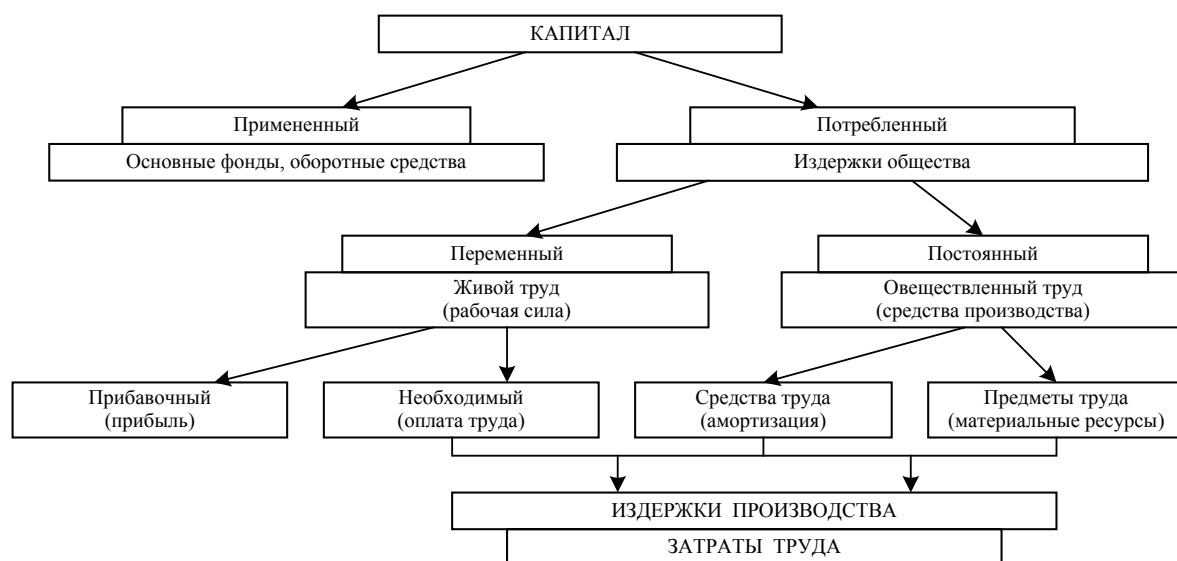 КАПИТАЛ
Примененный
Основные фонды, оборотные средства
Потребленный
Издержки общества
Переменный
Живой труд
(рабочая сила)
Постоянный
Овеществленный труд
(средства производства)
Прибавочный
(прибыль)
Необходимый
(оплата труда)
Средства труда
(амортизация)
Предметы труда
(материальные ресурсы)
ИЗДЕРЖКИ ПРОИЗВОДСТВА
ЗАТРАТЫ ТРУДА